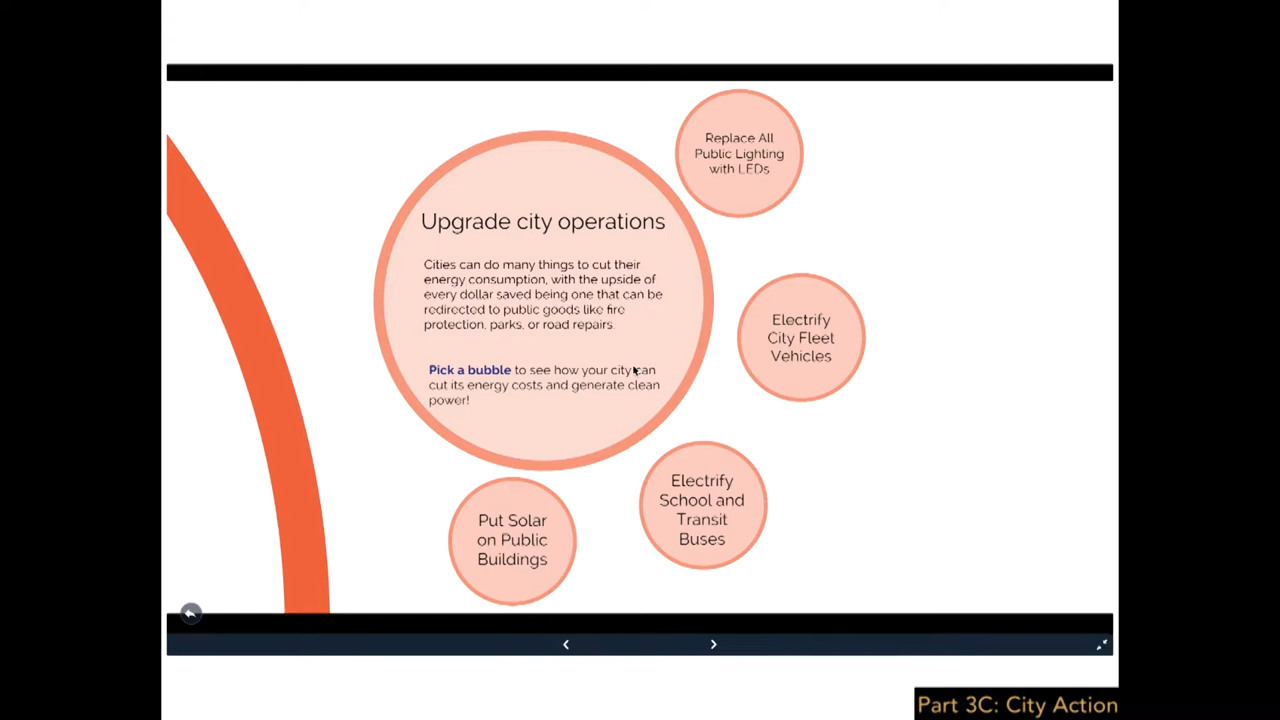 Replace All
Public Lighting
with LEDs
Upgrade city operations
Cities can do many things to cut their
energy consumption, with the upside of
every dollar saved being one that can be
redirected to public goods like fire
protection, parks, or road repairs.
Pick a bubble to see how your city can
cut its energy costs and generate clean
power!
Electrify
City Fleet
Vehicles
Electrify
School and
Transit
Buses
Put Solar
on Public
Buildings
Part 3C: City Action